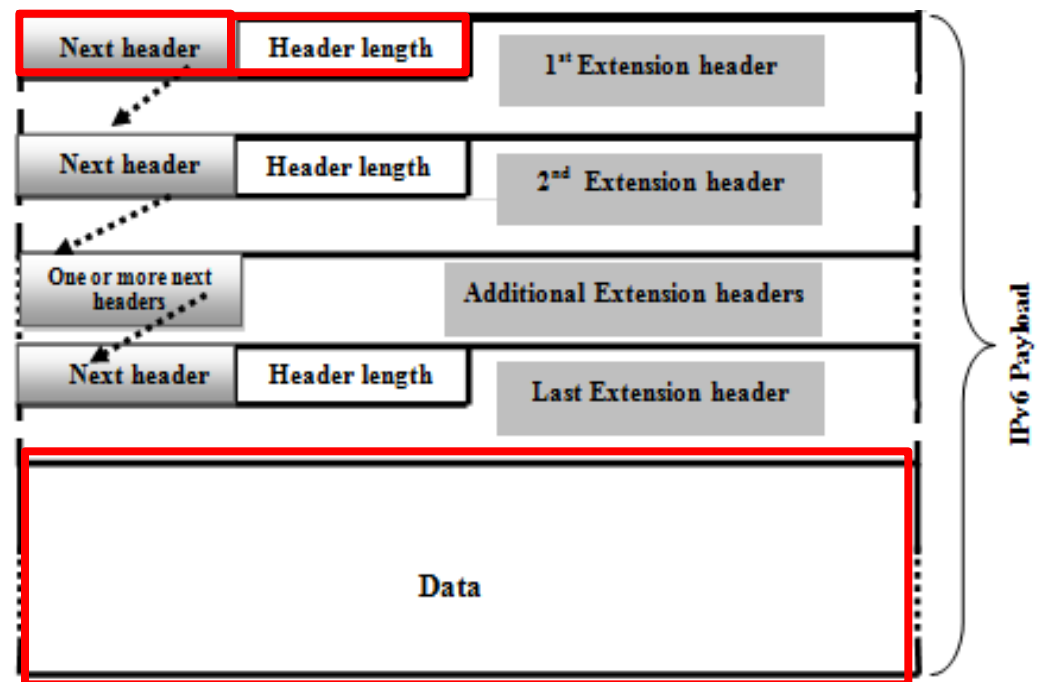 Next header
Header length
1st Extension header
Next header
Header length
2nd Extension header
One or more next
headers
Additional Extension headers
Next header
Header length
Last Extension header
Data
IPv6 Payload